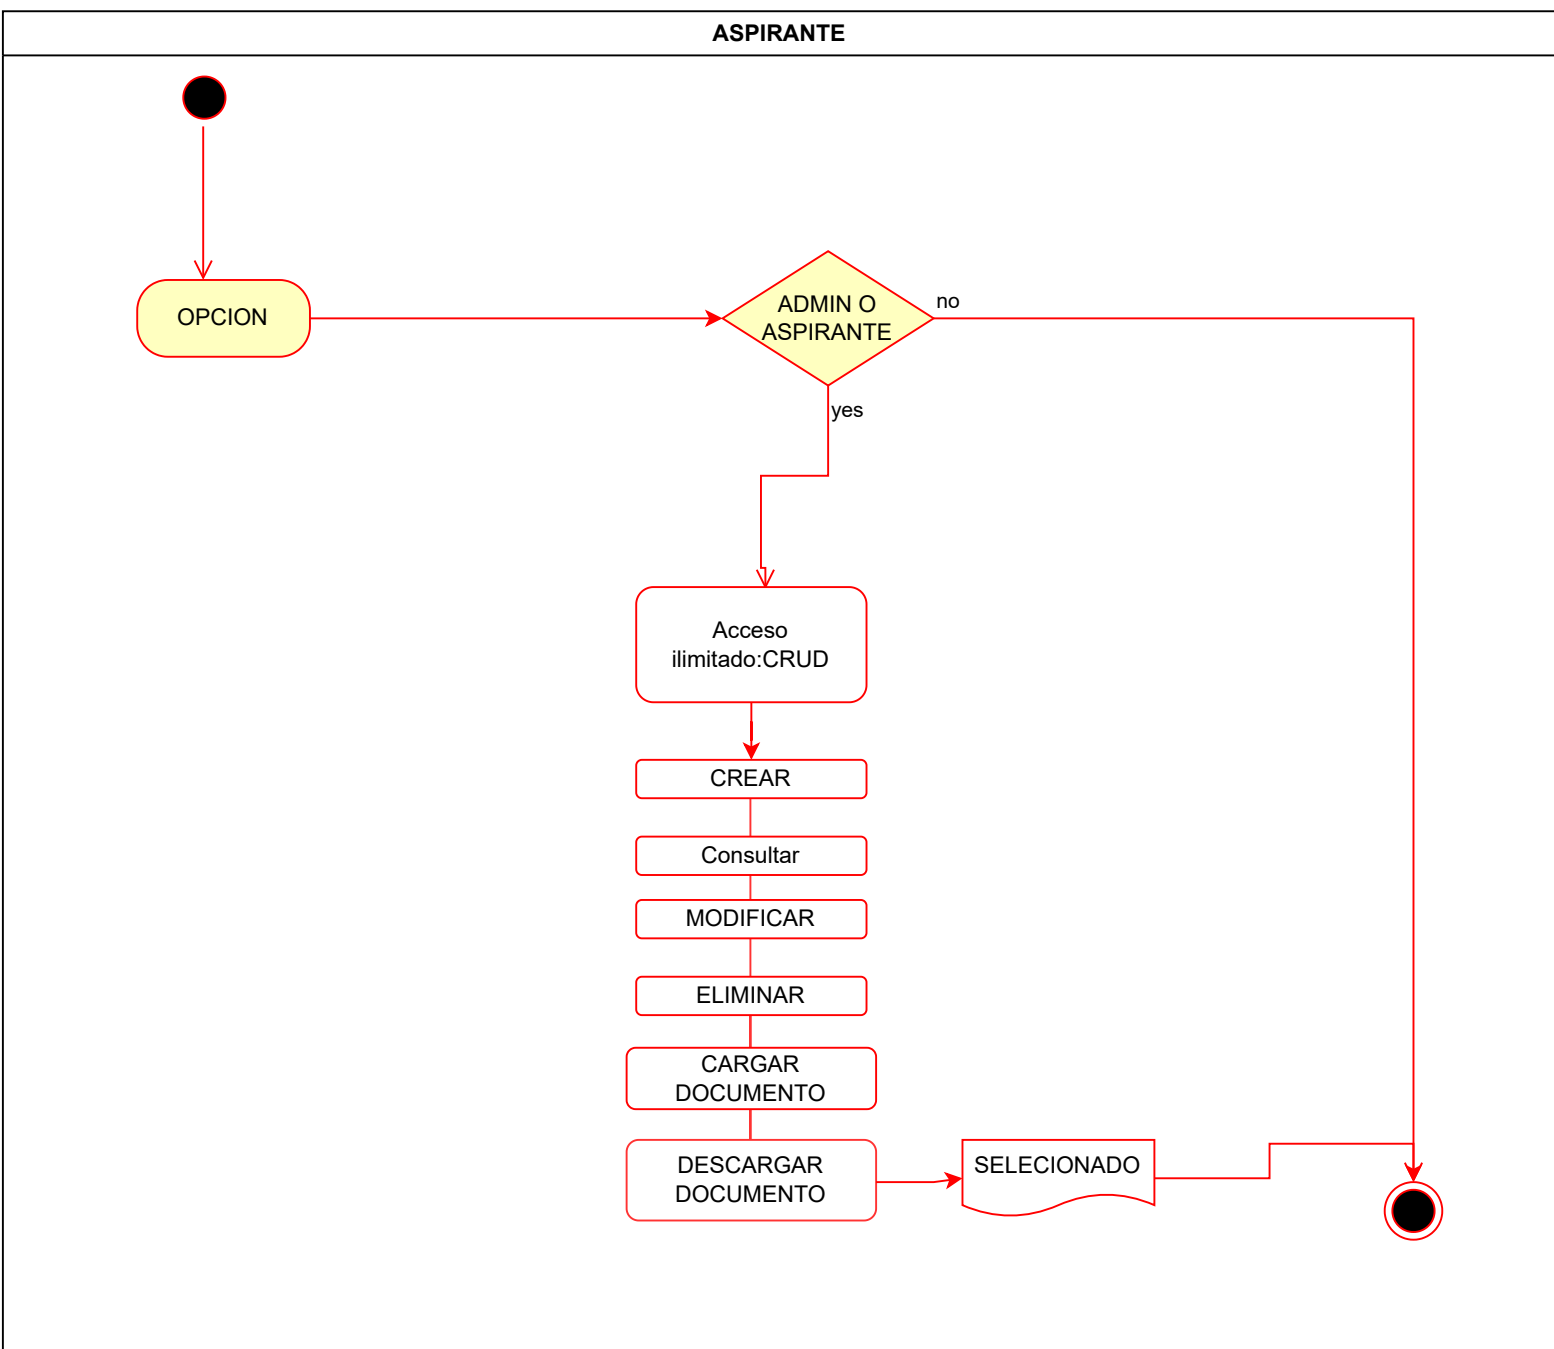 ASPIRANTE
OPCION
ADMIN O
ASPIRANTE
no
yes
Acceso
ilimitado:CRUD
CREAR
Consultar
MODIFICAR
ELIMINAR
CARGAR
DOCUMENTO
DESCARGAR
DOCUMENTO
SELECIONADO